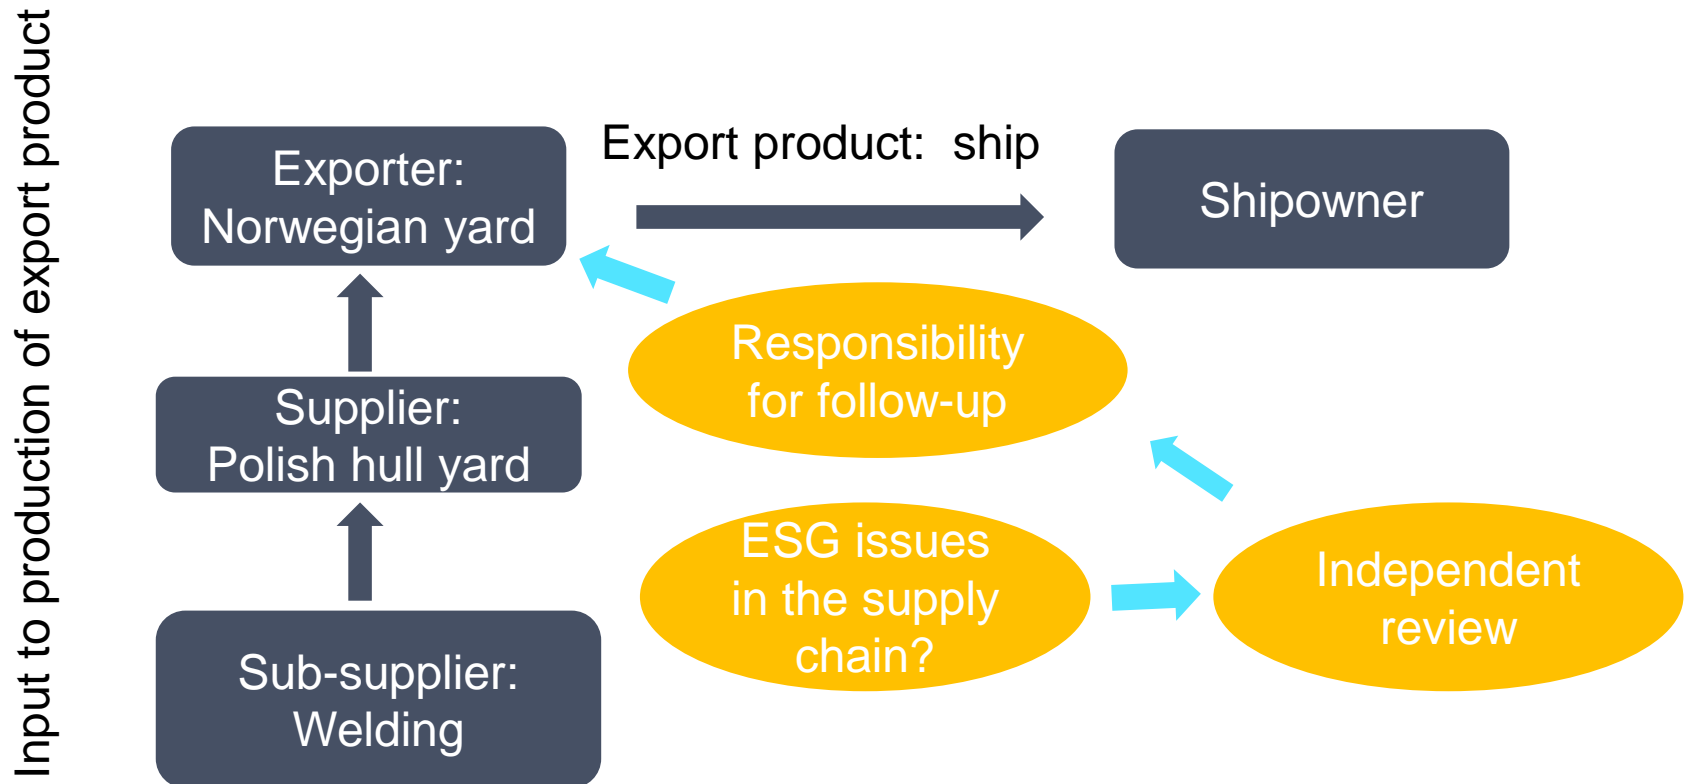 Input to production of export product
Exporter:
Norwegian yard
Export product:  ship
Shipowner
Responsibility
for follow-up
Supplier:
Polish hull yard
ESG issues
in the supply
chain?
Independent
review
Sub-supplier:
Welding